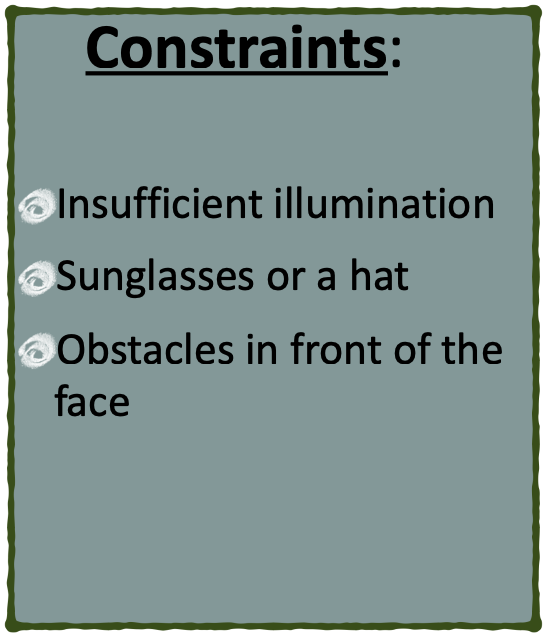 Constraints:
Insufficient illumination
Sunglasses or a hat
Obstacles in front of the
face